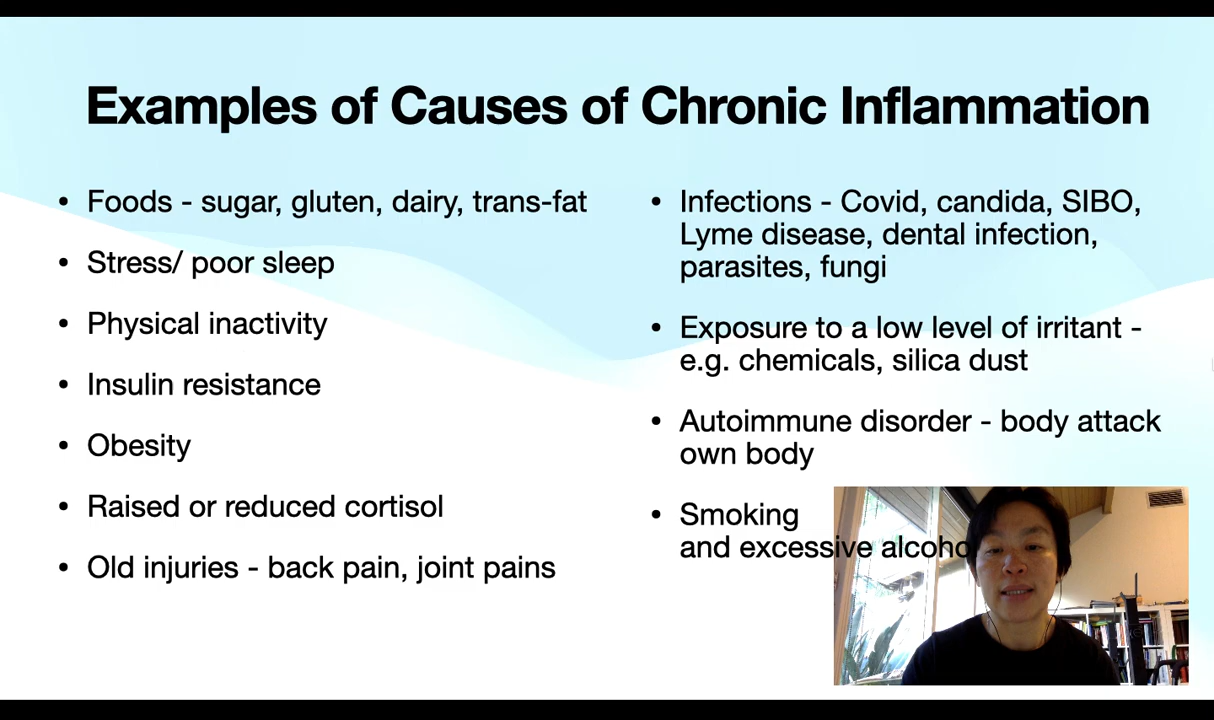 Examples of Causes of Chronic Inflammation
• Foods - sugar, gluten, dairy, trans-fat
• Stress/ poor sleep
• Physical inactivity
• Insulin resistance
• Obesity
• Raised or reduced cortisol
• Old injuries - back pain, joint pains
• Infections - Covid, candida, SIBO,
Lyme disease, dental infection,
parasites, fungi
• Exposure to a low level of irritant -
e.g. chemicals, silica dust
• Autoimmune disorder - body attack
own body
• Smoking
and excessive alcoho